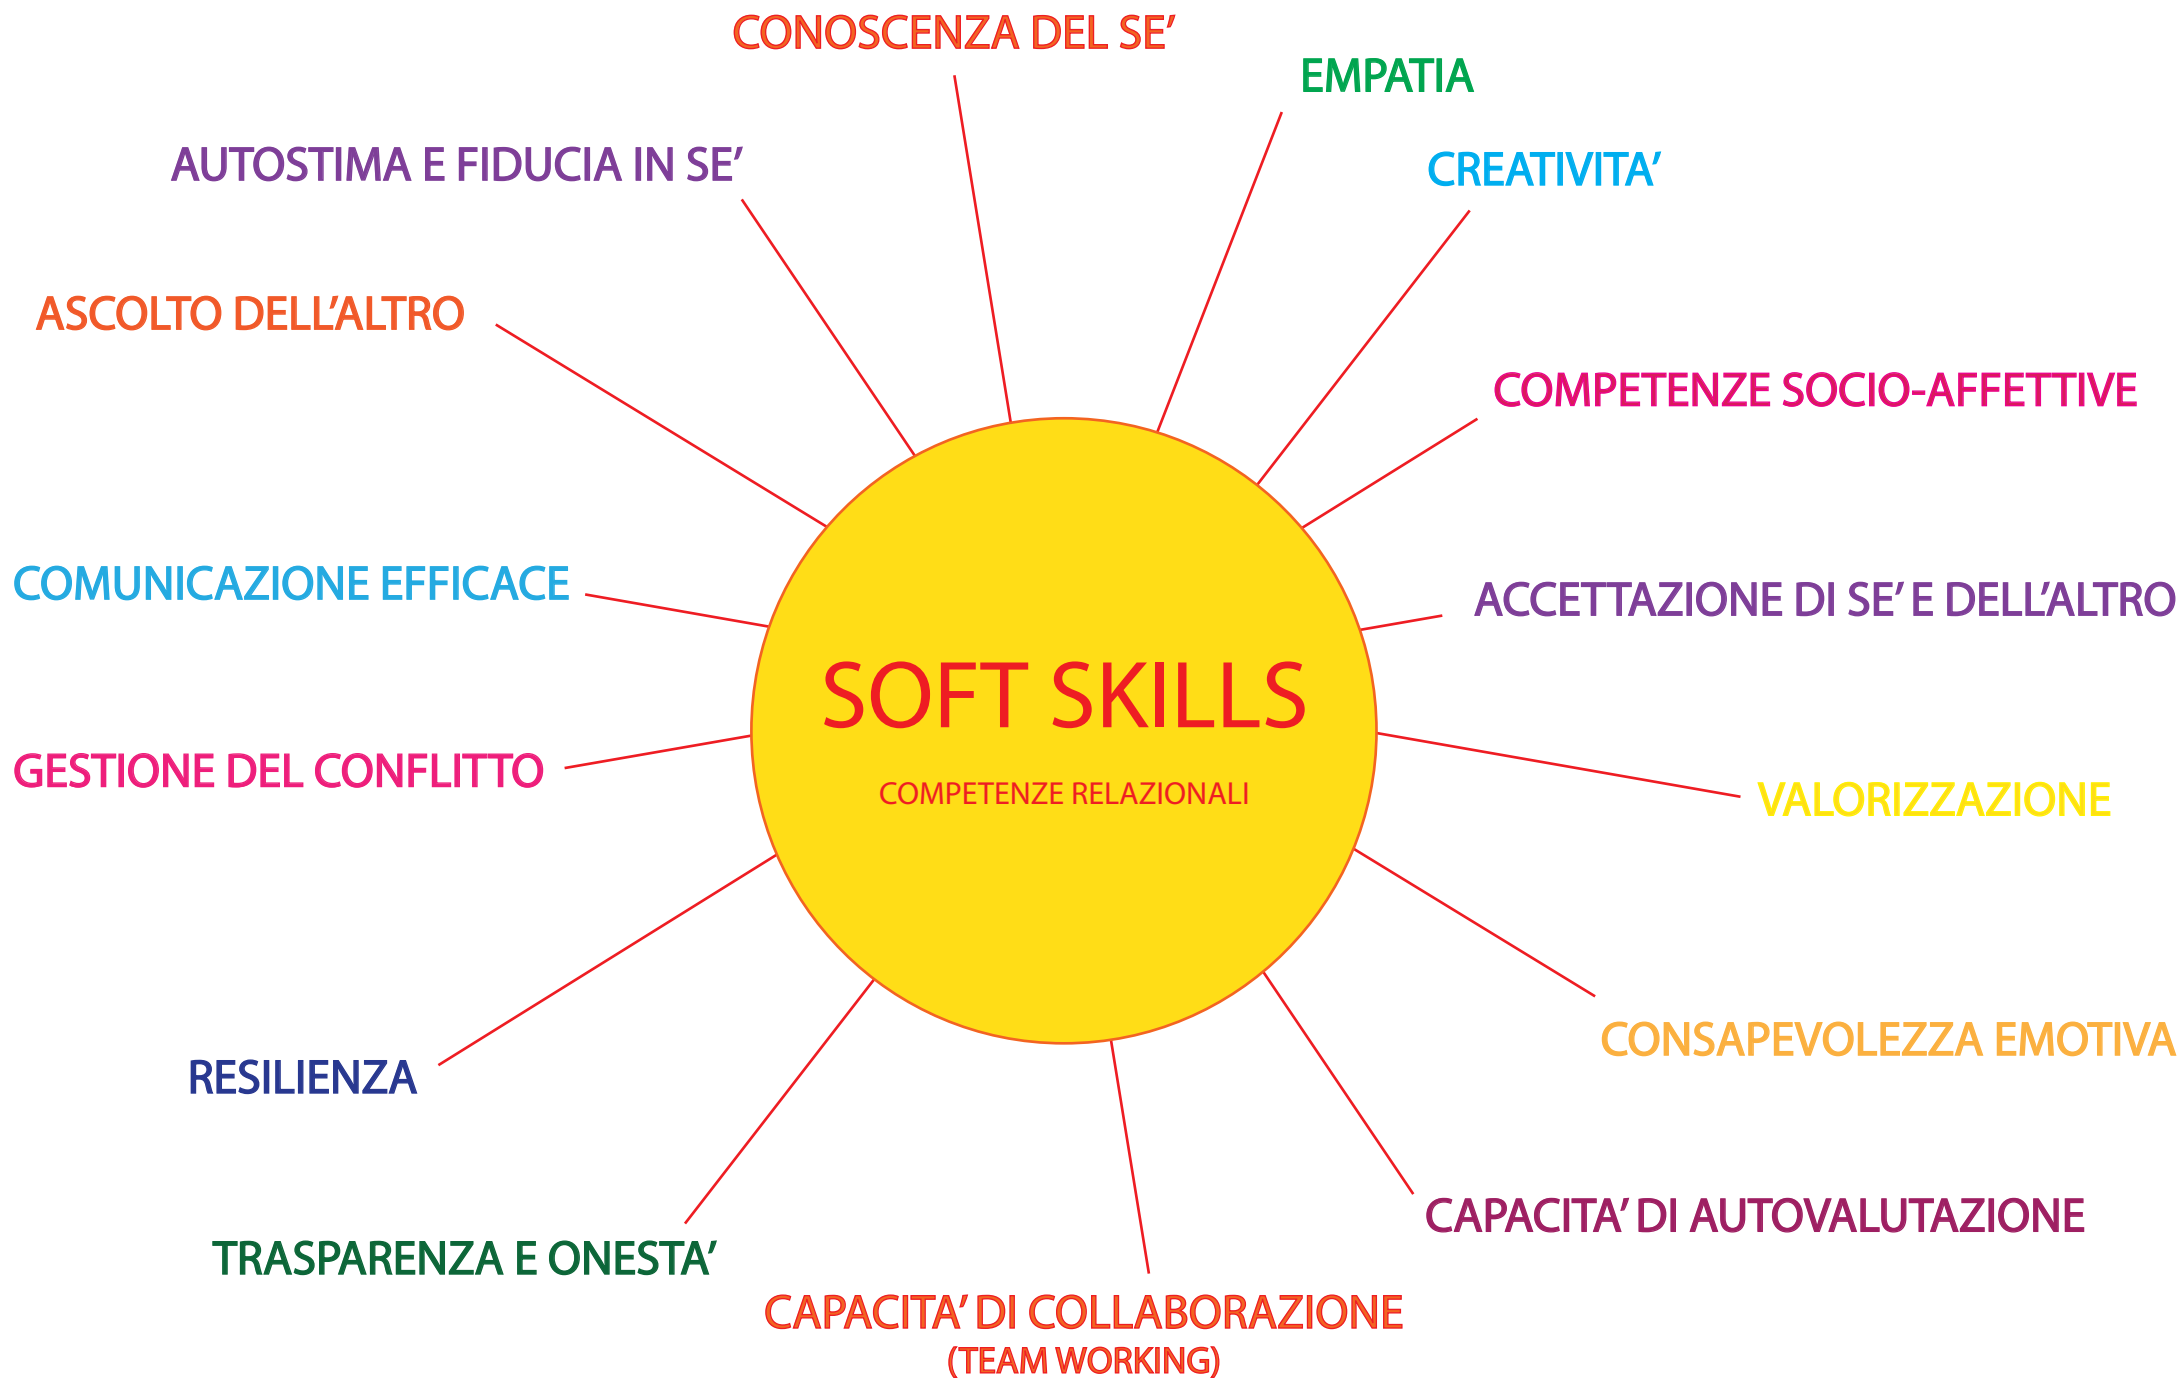 CONOSCENZA DEL SE’
EMPATIA
AUTOSTIMA E FIDUCIA IN SE’
CREATIVITA’
ASCOLTO DELL’ALTRO
COMPETENZE SOCIO-AFFETTIVE
COMUNICAZIONE EFFICACE
ACCETTAZIONE DI SE’ E DELL’ALTRO
SOFT SKILLS
COMPETENZE RELAZIONALI
GESTIONE DEL CONFLITTO
VALORIZZAZIONE
CONSAPEVOLEZZA EMOTIVA
RESILIENZA
CAPACITA’ DI AUTOVALUTAZIONE
TRASPARENZA E ONESTA’
CAPACITA’ DI COLLABORAZIONE
(TEAM WORKING)